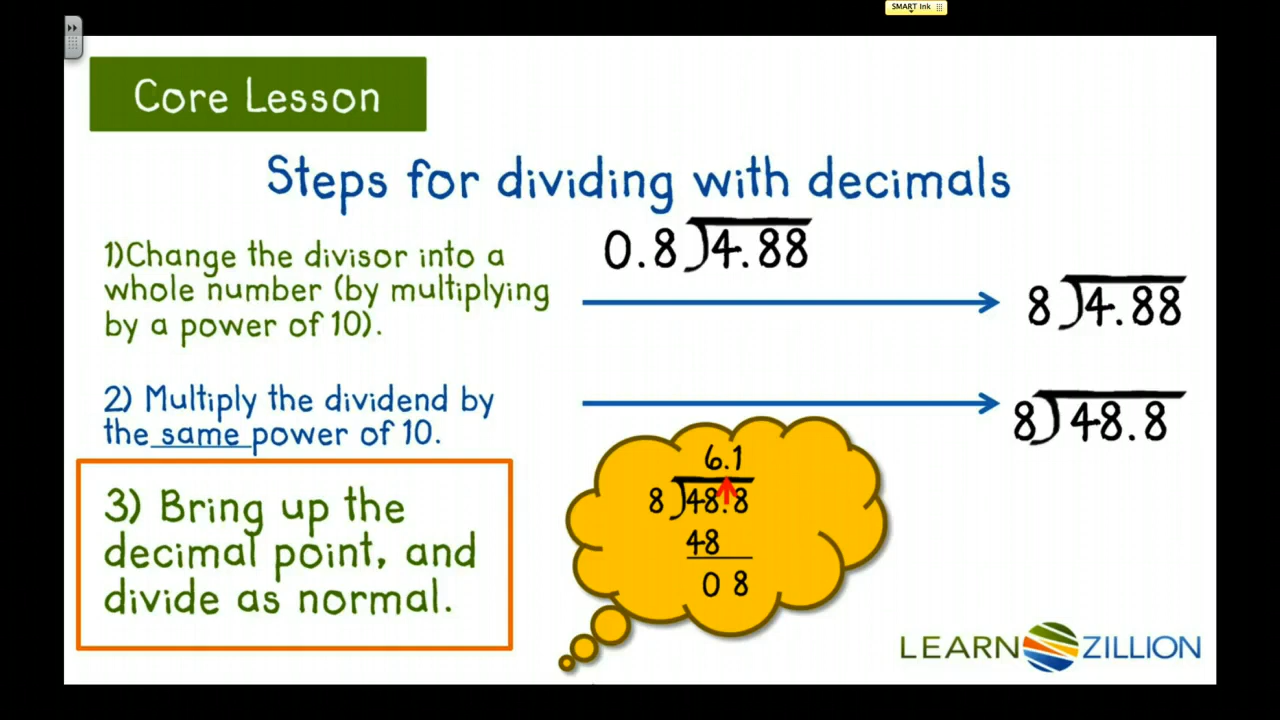 SMART Ink
Core Lesson
Steps for dividing with decimals
1)Change the divisor into a
whole number (by multiplying
by a power of 10).
0.8)4.88
8)4.88
2) Multiply the dividend by
the same power of 10.
8)48.8
3) Bring up the
decimal point, and
divide as normal.
6.1
8)48.8
48
0 8
LEARN ZILLION